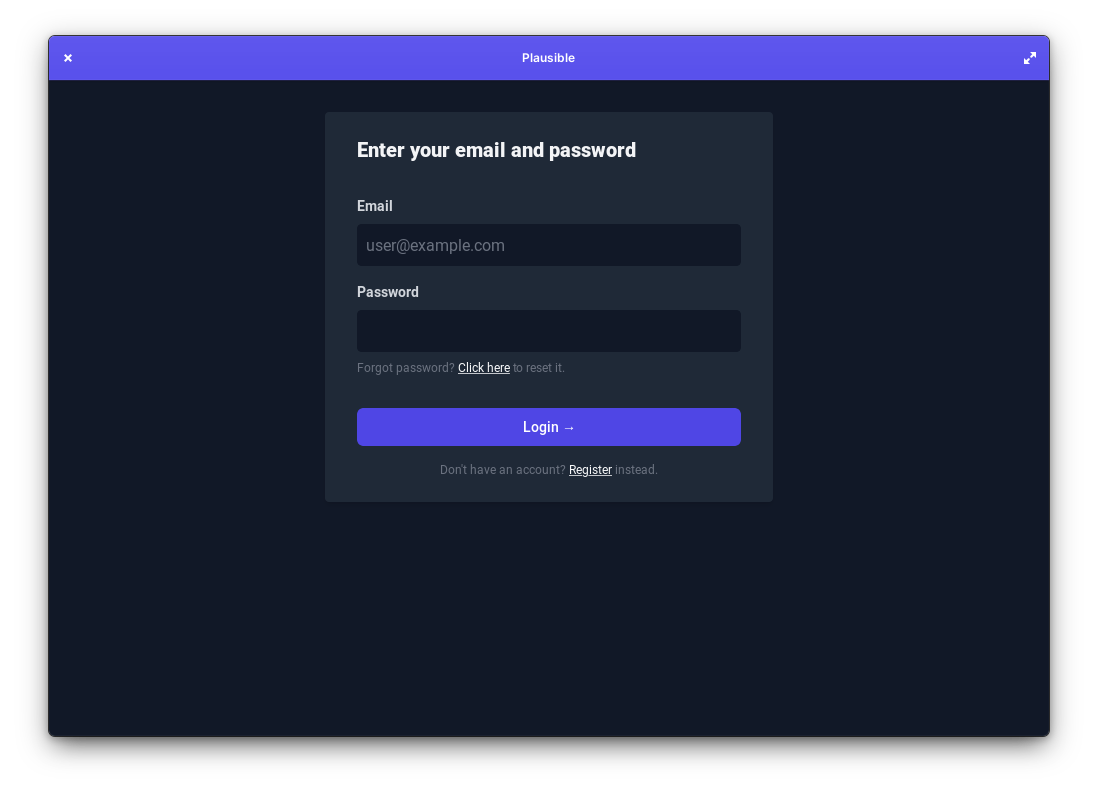 Plausible
Enter your email and password
Email
user@example.com
Password
Forgot password? Click here to reset it.
Login →
Don't have an account? Register instead.